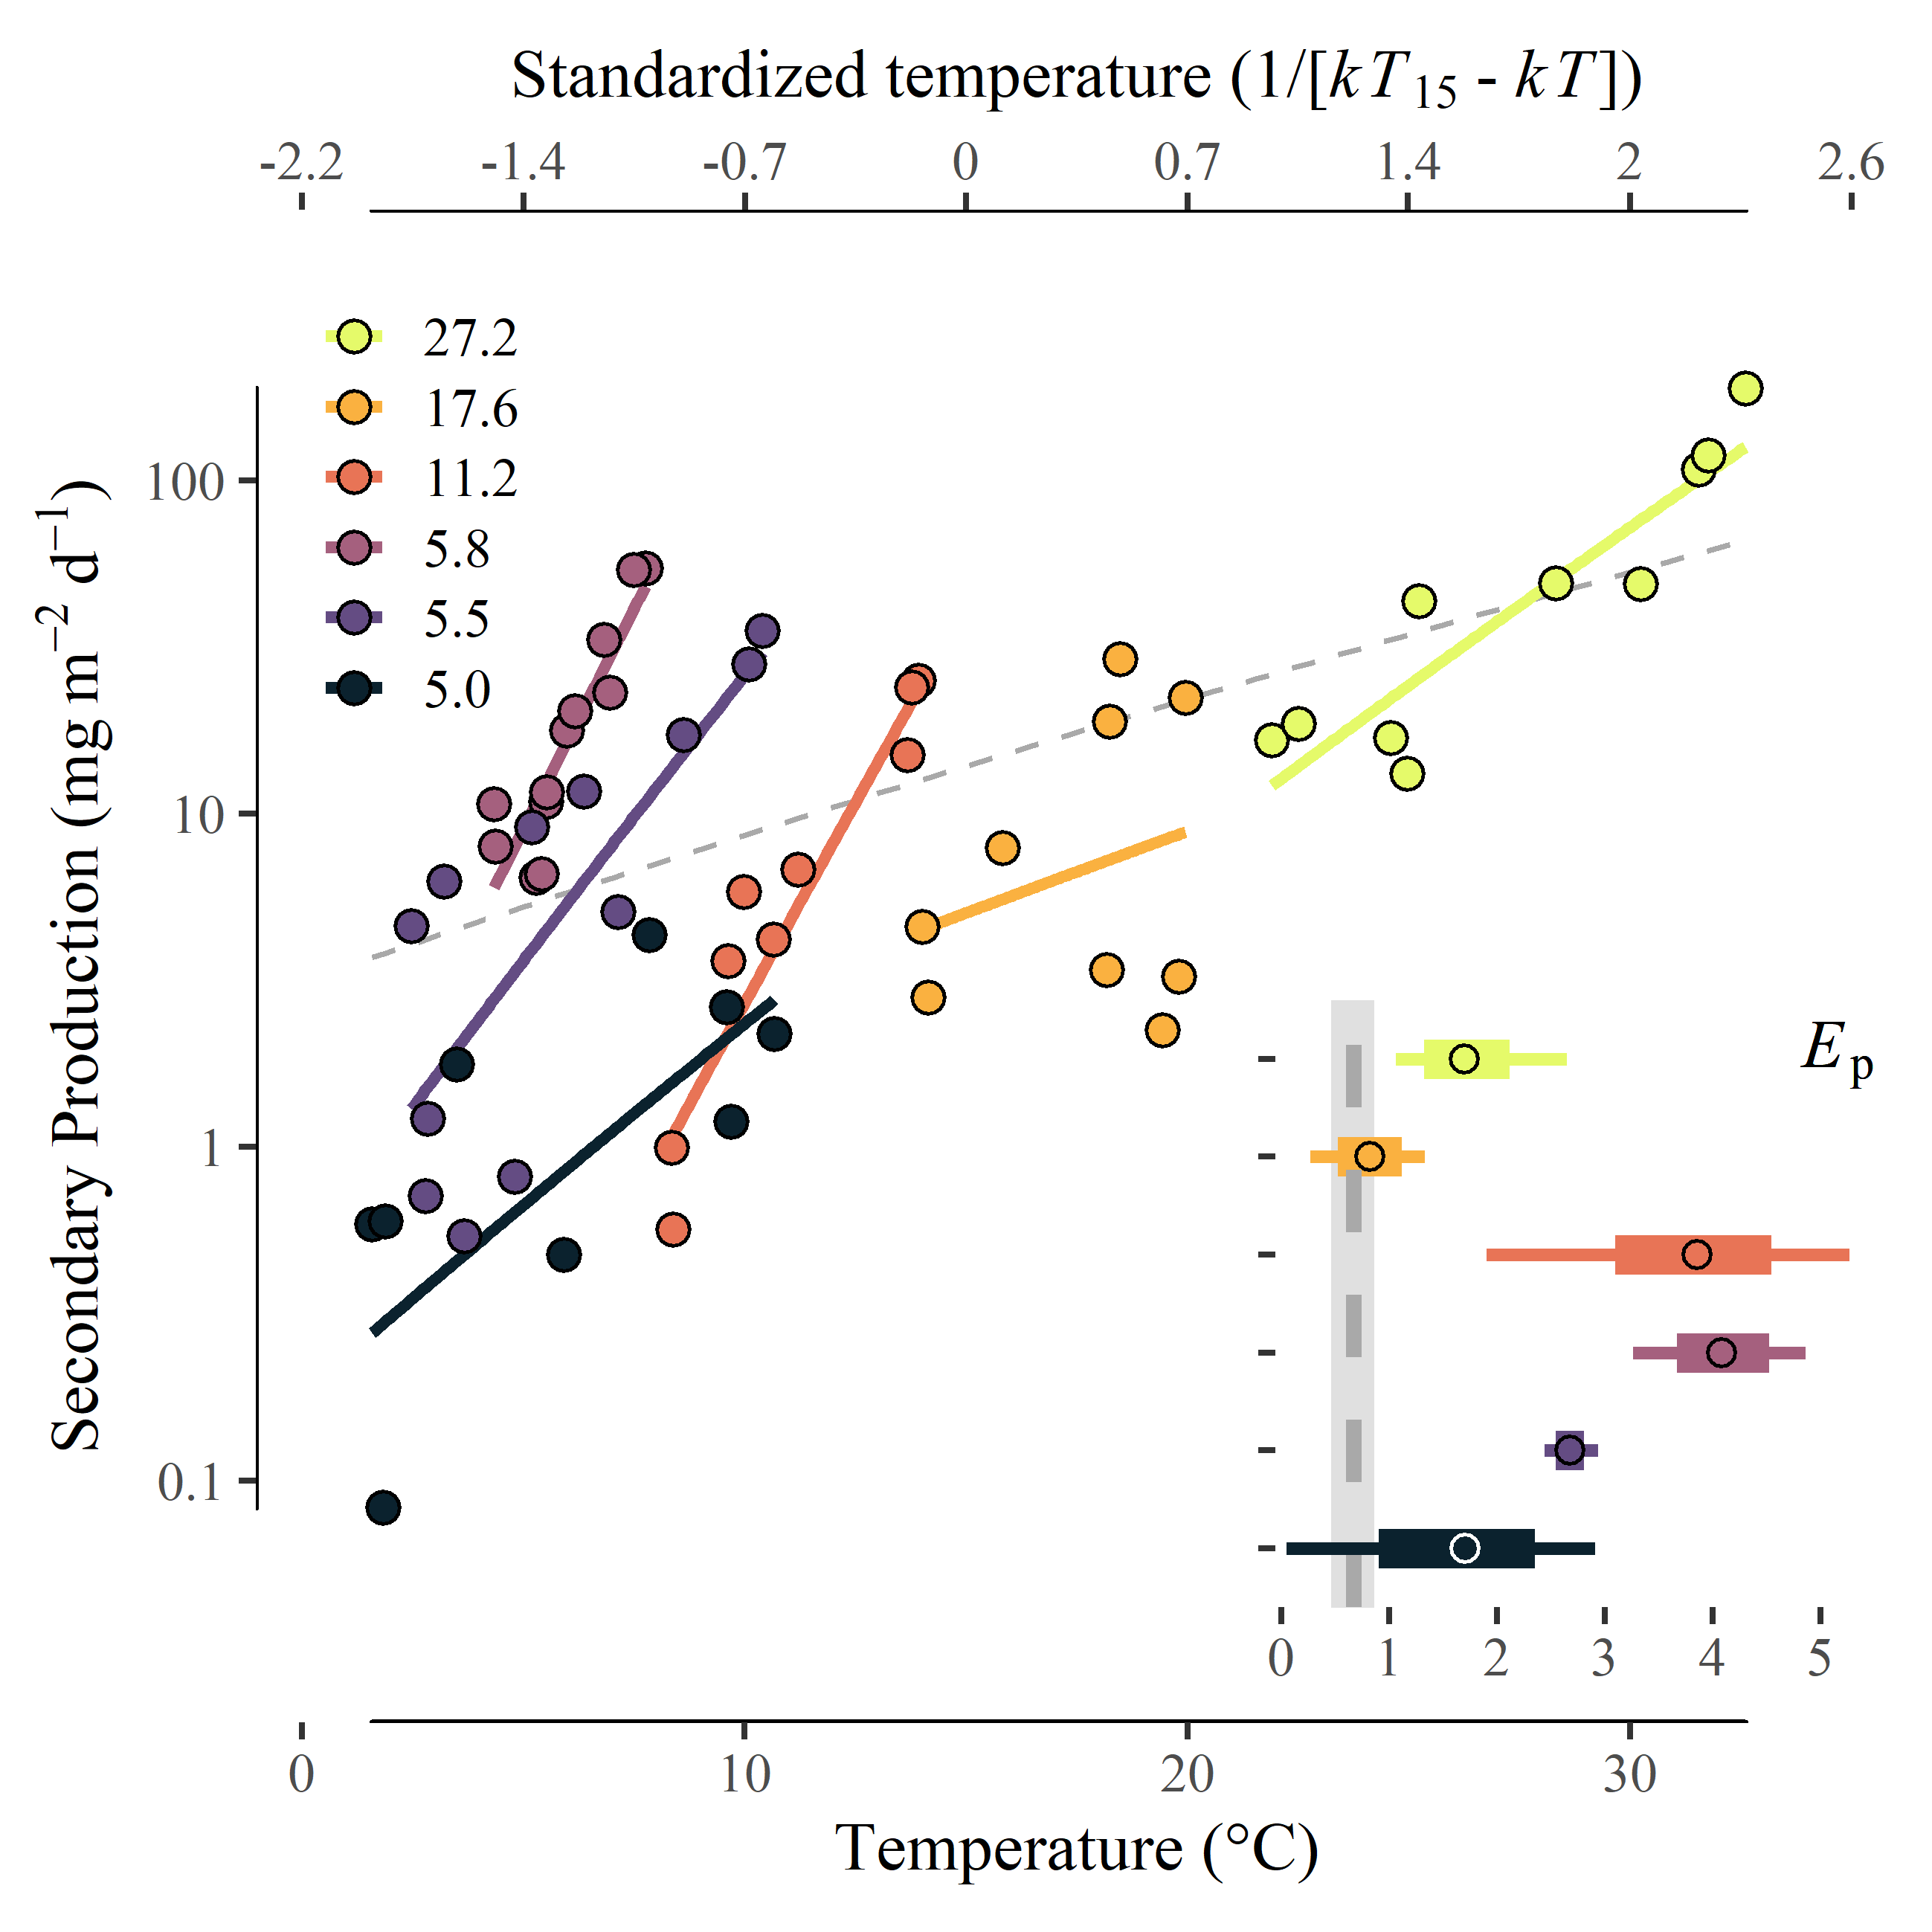 Standardized temperature (1/[kT₁₅ - kT])
-2.2 -1.4 -0.7 0 0.7 1.4 2 2.6
27.2
17.6
11.2
5.8
5.5
5.0
Secondary Production (mg m⁻² d⁻¹)
100
10
1
0.1
Eₚ
0 1 2 3 4 5
0 10 20 30
Temperature (°C)